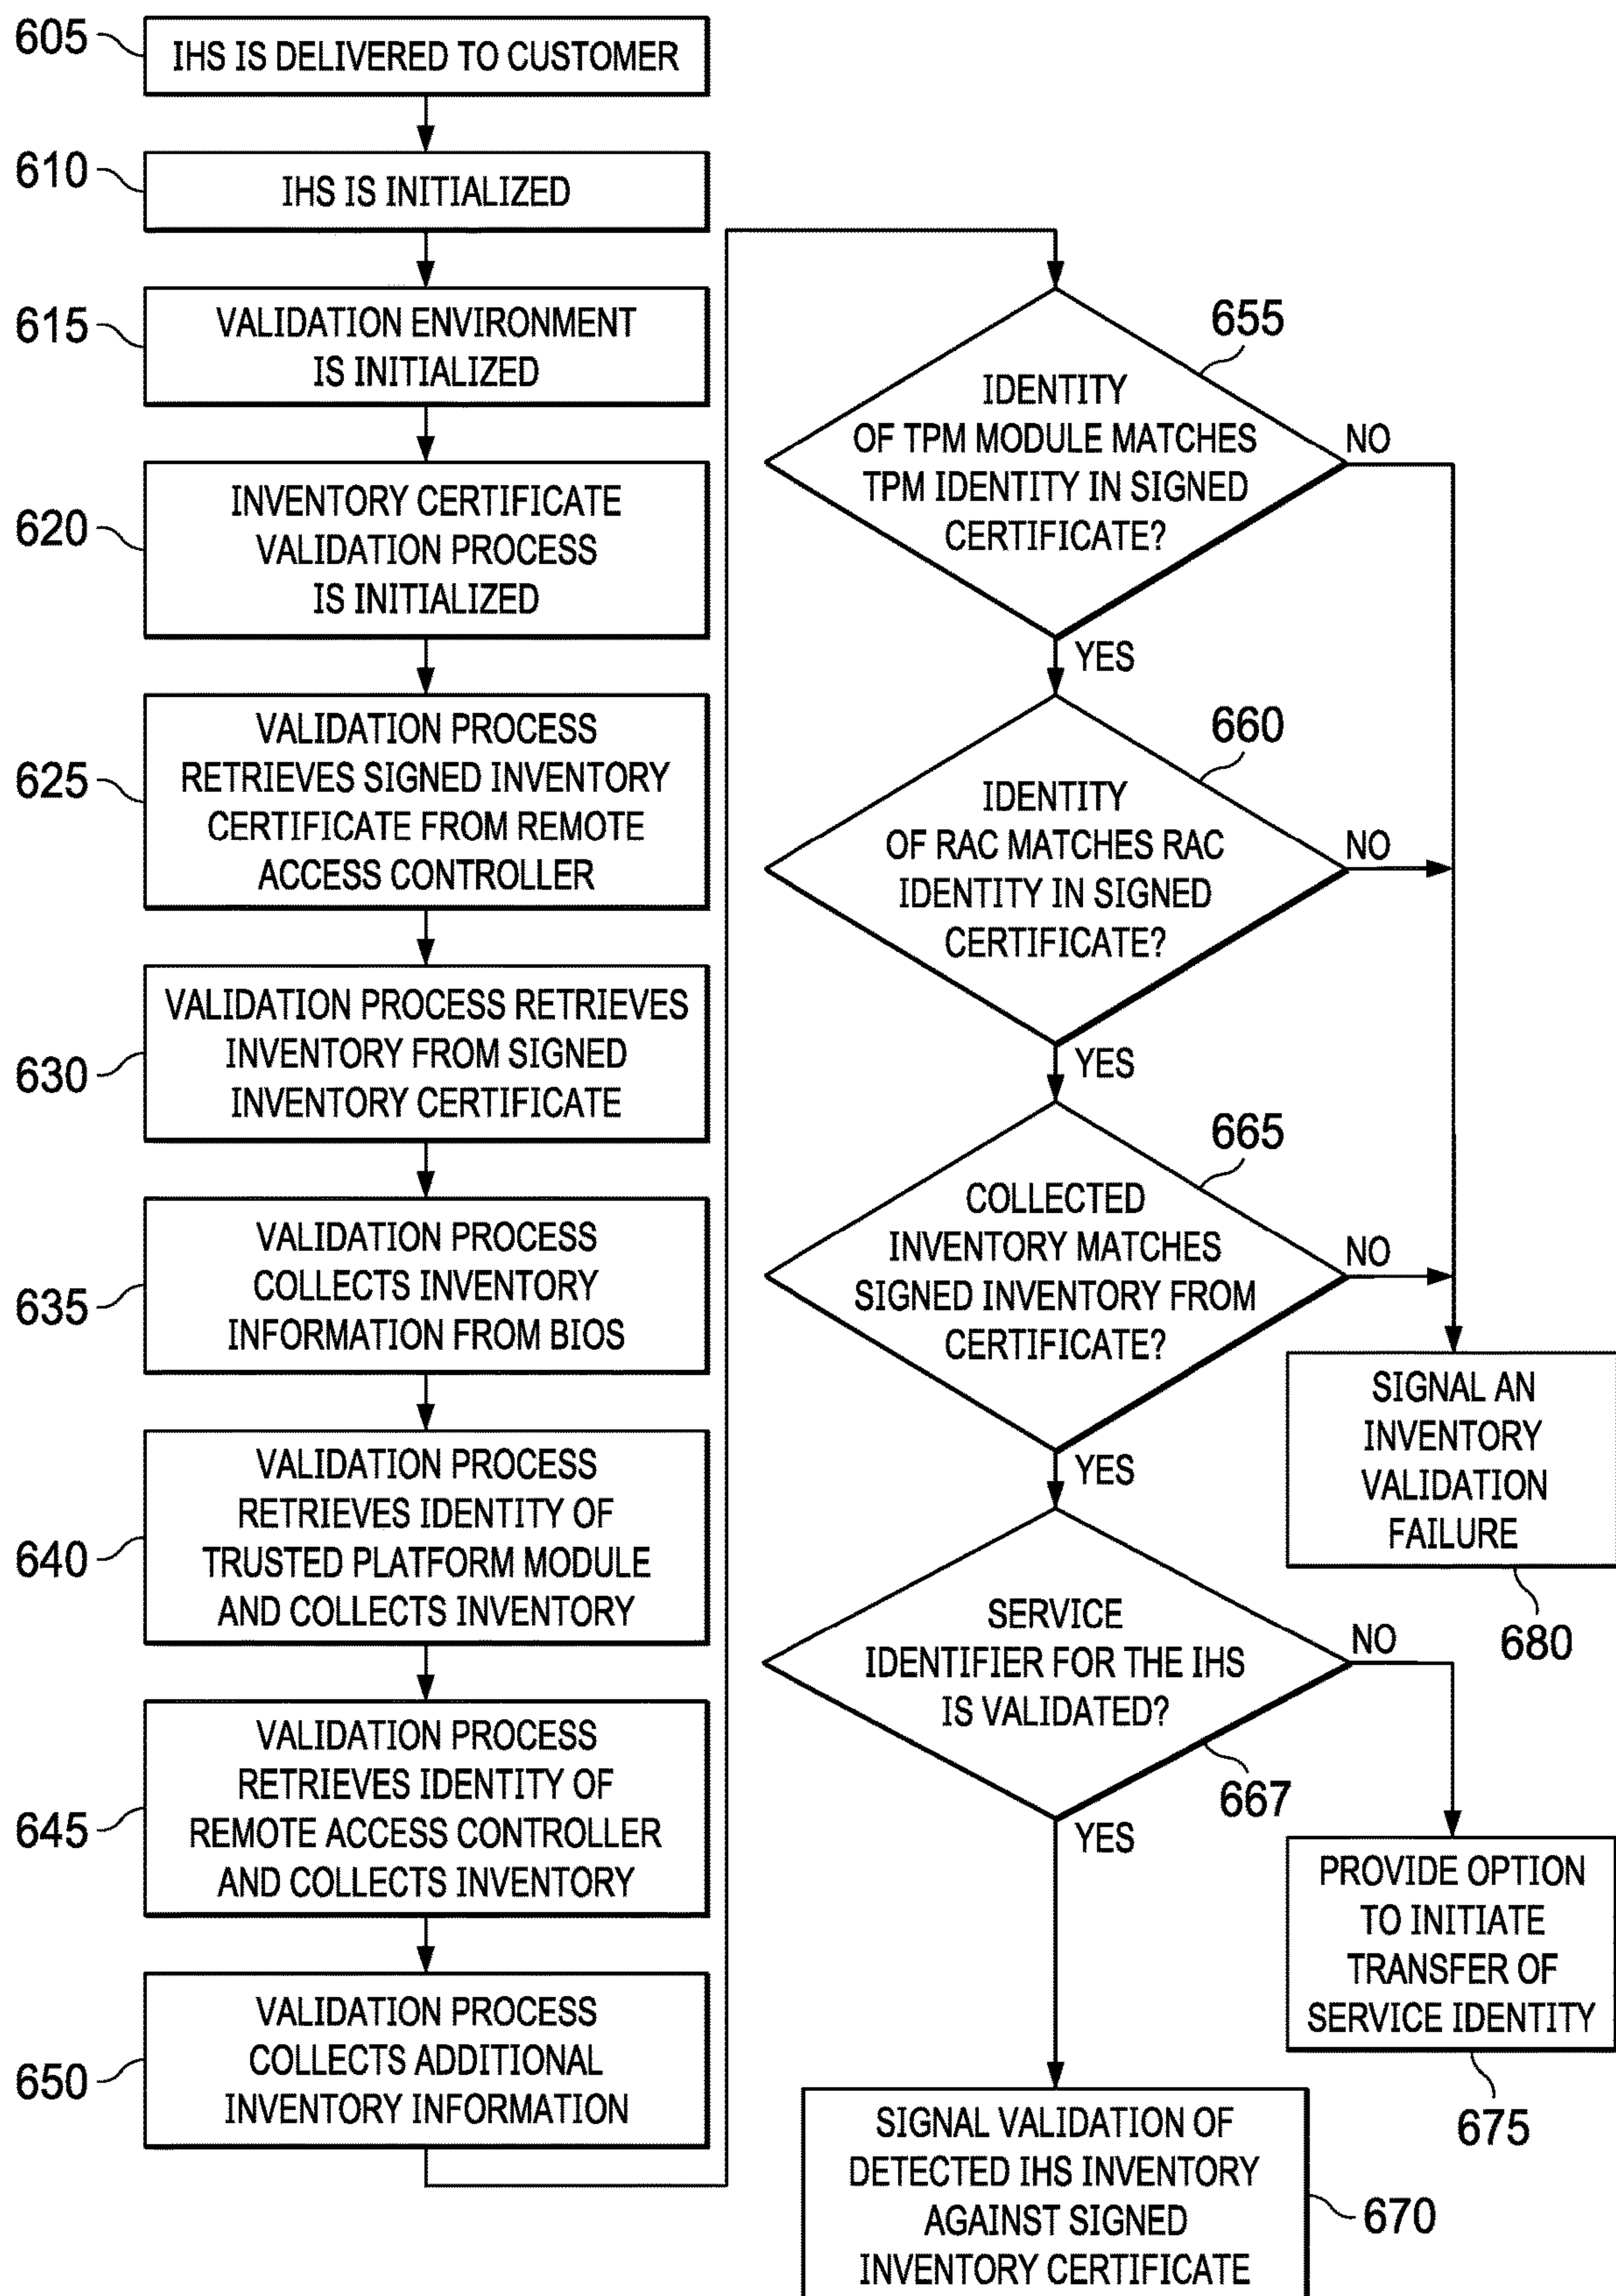 605
IHS IS DELIVERED TO CUSTOMER
610
IHS IS INITIALIZED
615
VALIDATION ENVIRONMENT
IS INITIALIZED
620
INVENTORY CERTIFICATE
VALIDATION PROCESS
IS INITIALIZED
625
VALIDATION PROCESS
RETRIEVES SIGNED INVENTORY
CERTIFICATE FROM REMOTE
ACCESS CONTROLLER
630
VALIDATION PROCESS RETRIEVES
INVENTORY FROM SIGNED
INVENTORY CERTIFICATE
635
VALIDATION PROCESS
COLLECTS INVENTORY
INFORMATION FROM BIOS
640
VALIDATION PROCESS
RETRIEVES IDENTITY OF
TRUSTED PLATFORM MODULE
AND COLLECTS INVENTORY
645
VALIDATION PROCESS
RETRIEVES IDENTITY OF
REMOTE ACCESS CONTROLLER
AND COLLECTS INVENTORY
650
VALIDATION PROCESS
COLLECTS ADDITIONAL
INVENTORY INFORMATION
655
IDENTITY
OF TPM MODULE MATCHES
TPM IDENTITY IN SIGNED
CERTIFICATE?
NO
YES
660
IDENTITY
OF RAC MATCHES RAC
IDENTITY IN SIGNED
CERTIFICATE?
NO
YES
665
COLLECTED
INVENTORY MATCHES
SIGNED INVENTORY FROM
CERTIFICATE?
NO
YES
SIGNAL AN
INVENTORY
VALIDATION
FAILURE
680
SERVICE
IDENTIFIER FOR THE IHS
IS VALIDATED?
NO
667
YES
PROVIDE OPTION
TO INITIATE
TRANSFER OF
SERVICE IDENTITY
675
SIGNAL VALIDATION OF
DETECTED IHS INVENTORY
AGAINST SIGNED
INVENTORY CERTIFICATE
670